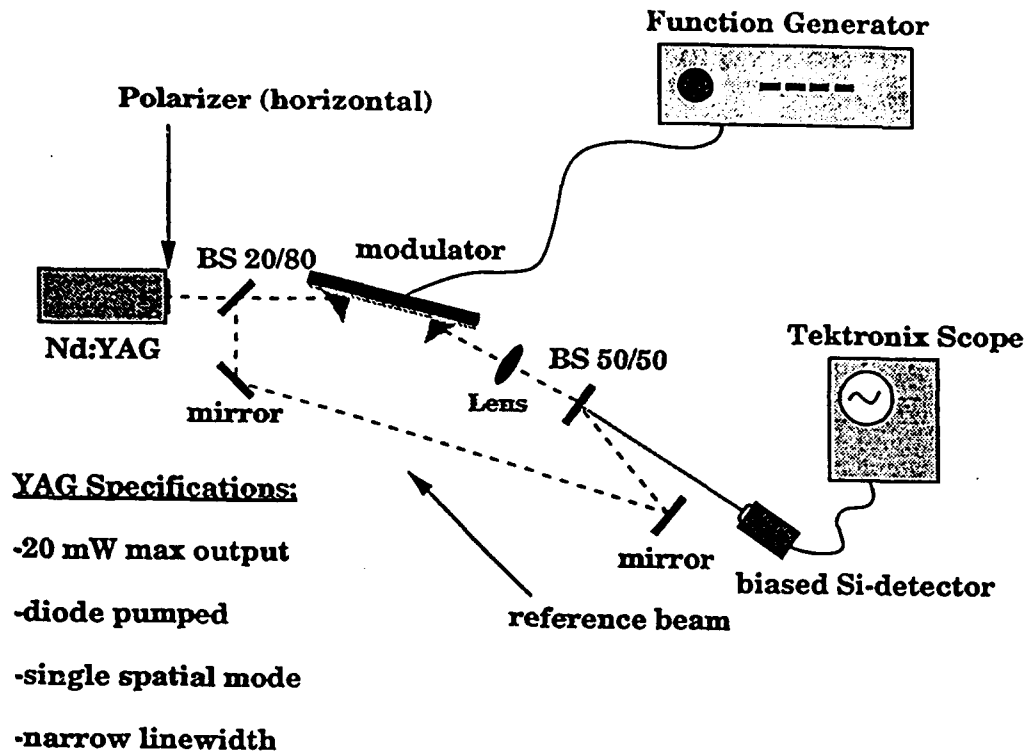 Function Generator
Polarizer (horizontal)
BS 20/80
modulator
Nd:YAG
Tektronix Scope
BS 50/50
Lens
mirror
YAG Specifications:
-20 mW max output
mirror
biased Si-detector
-diode pumped
reference beam
-single spatial mode
-narrow linewidth